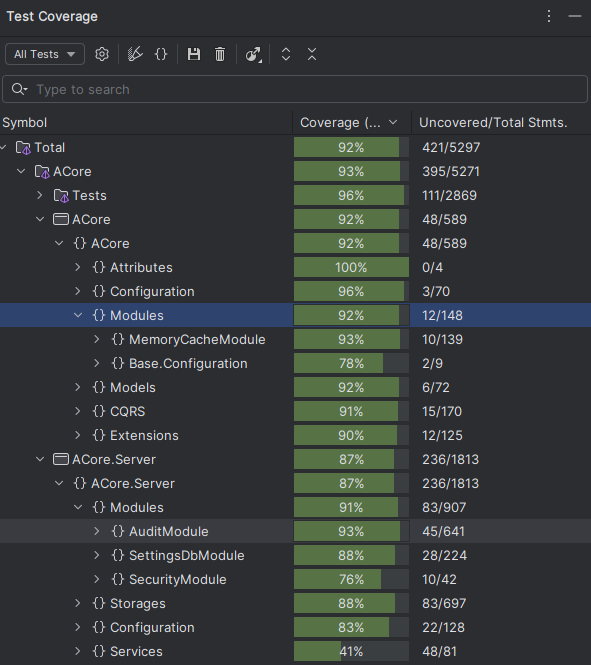 Test Coverage
All Tests
Type to search
Symbol Coverage (... Uncovered/Total Stmts.
Total 92% 421/5297
ACore 93% 395/5271
Tests 96% 111/2869
ACore 92% 48/589
{} ACore 92% 48/589
{} Attributes 100% 0/4
{} Configuration 96% 3/70
{} Modules 92% 12/148
{} MemoryCacheModule 93% 10/139
{} Base.Configuration 78% 2/9
{} Models 92% 6/72
{} CQRS 91% 15/170
{} Extensions 90% 12/125
ACore.Server 87% 236/1813
{} ACore.Server 87% 236/1813
{} Modules 91% 83/907
{} AuditModule 93% 45/641
{} SettingsDbModule 88% 28/224
{} SecurityModule 76% 10/42
{} Storages 88% 83/697
{} Configuration 83% 22/128
{} Services 41% 48/81